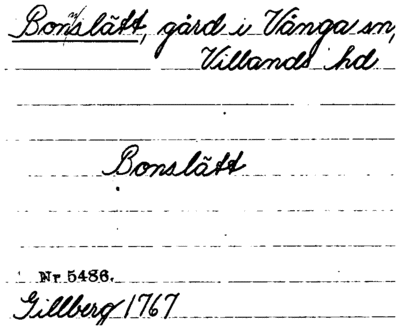 Bonslätt, gård i Vånga sn,
Villands hd
Bonslätt
Nr 5486.
Gillberg 1767